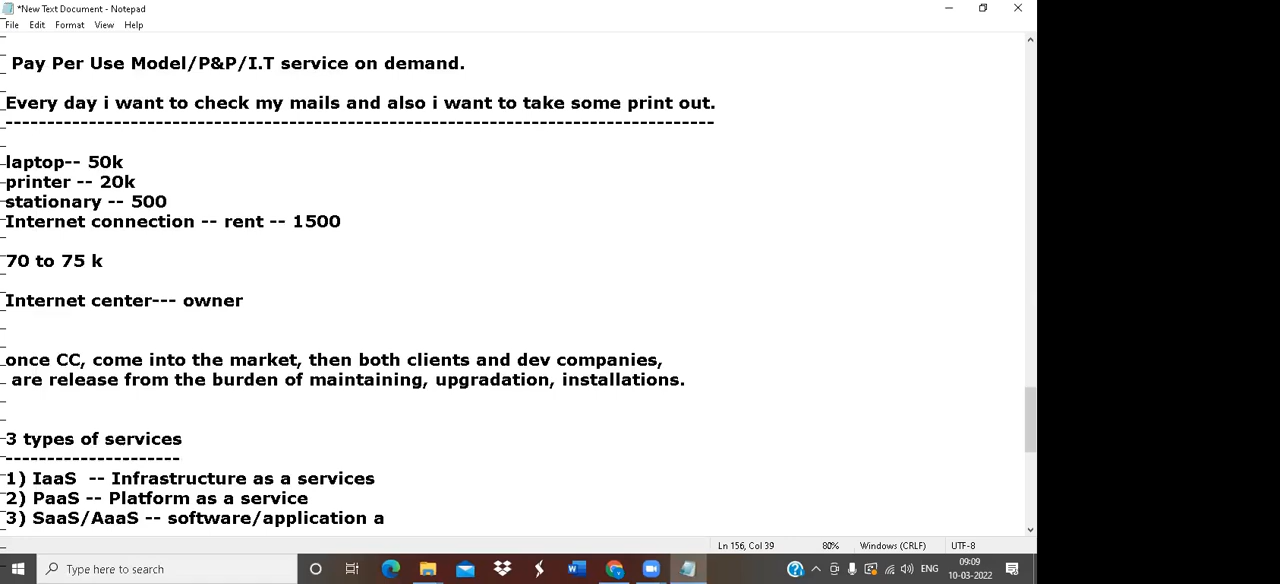 *New Text Document - Notepad
File Edit Format View Help
Pay Per Use Model/P&P/I.T service on demand.
Every day i want to check my mails and also i want to take some print out.
--------------------------------------------------------------------------------------
laptop-- 50k
printer -- 20k
stationary -- 500
Internet connection -- rent -- 1500
70 to 75 k
Internet center--- owner
once CC, come into the market, then both clients and dev companies,
are release from the burden of maintaining, upgradation, installations.
3 types of services
---------------------
1) IaaS -- Infrastructure as a services
2) PaaS -- Platform as a service
3) SaaS/AaaS -- software/application a
Ln 156, Col 39 80% Windows (CRLF) UTF-8
Type here to search
ENG
09:09
10-03-2022